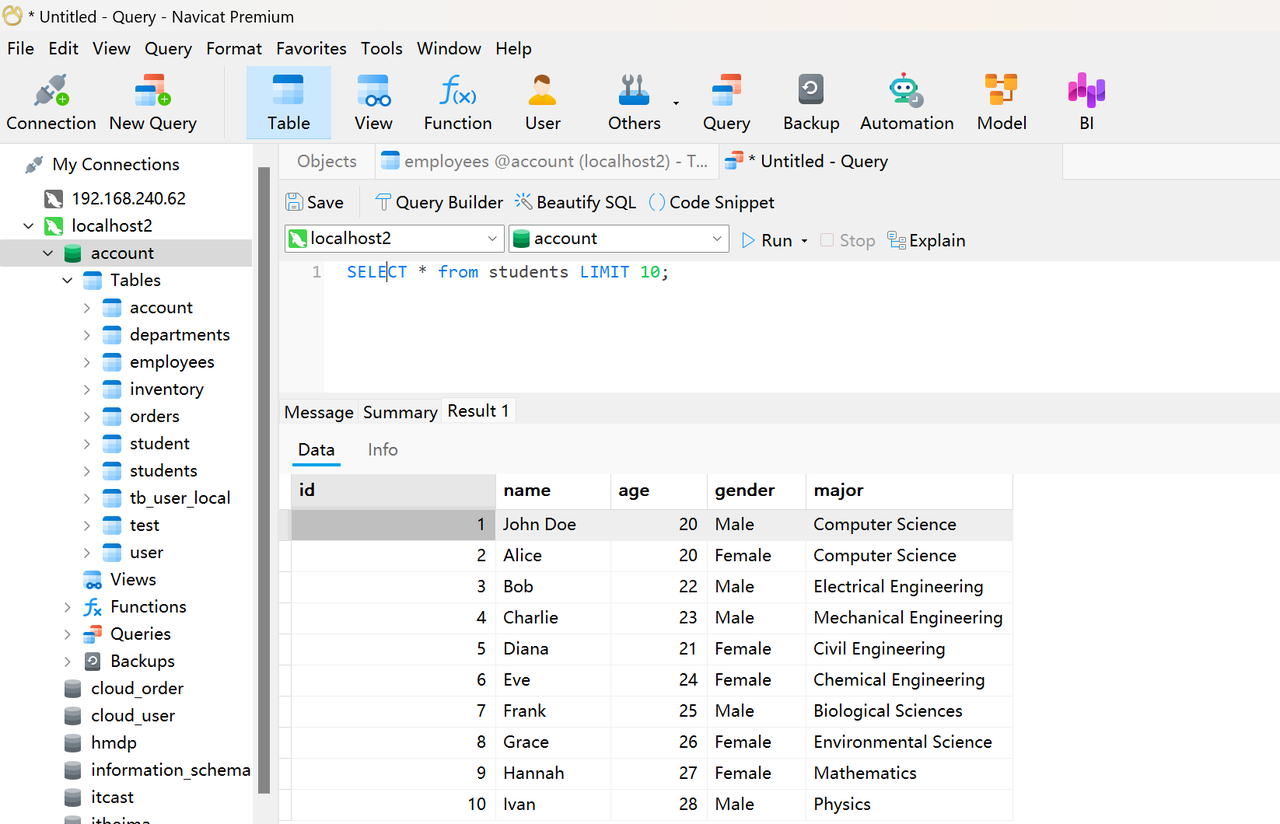 * Untitled - Query - Navicat Premium
File Edit View Query Format Favorites Tools Window Help
Connection New Query Table View Function User Others Query Backup Automation Model BI
My Connections
192.168.240.62
localhost2
account
Tables
account
departments
employees
inventory
orders
student
students
tb_user_local
test
user
Views
Functions
Queries
Backups
cloud_order
cloud_user
hmdp
information_schema
itcast
itheima
Objects employees @account (localhost2) - T... * Untitled - Query
Save Query Builder Beautify SQL () Code Snippet
localhost2 account Run Stop Explain
1 SELECT * from students LIMIT 10;
Message Summary Result 1
Data Info
id name age gender major
1 John Doe 20 Male Computer Science
2 Alice 20 Female Computer Science
3 Bob 22 Male Electrical Engineering
4 Charlie 23 Male Mechanical Engineering
5 Diana 21 Female Civil Engineering
6 Eve 24 Female Chemical Engineering
7 Frank 25 Male Biological Sciences
8 Grace 26 Female Environmental Science
9 Hannah 27 Female Mathematics
10 Ivan 28 Male Physics